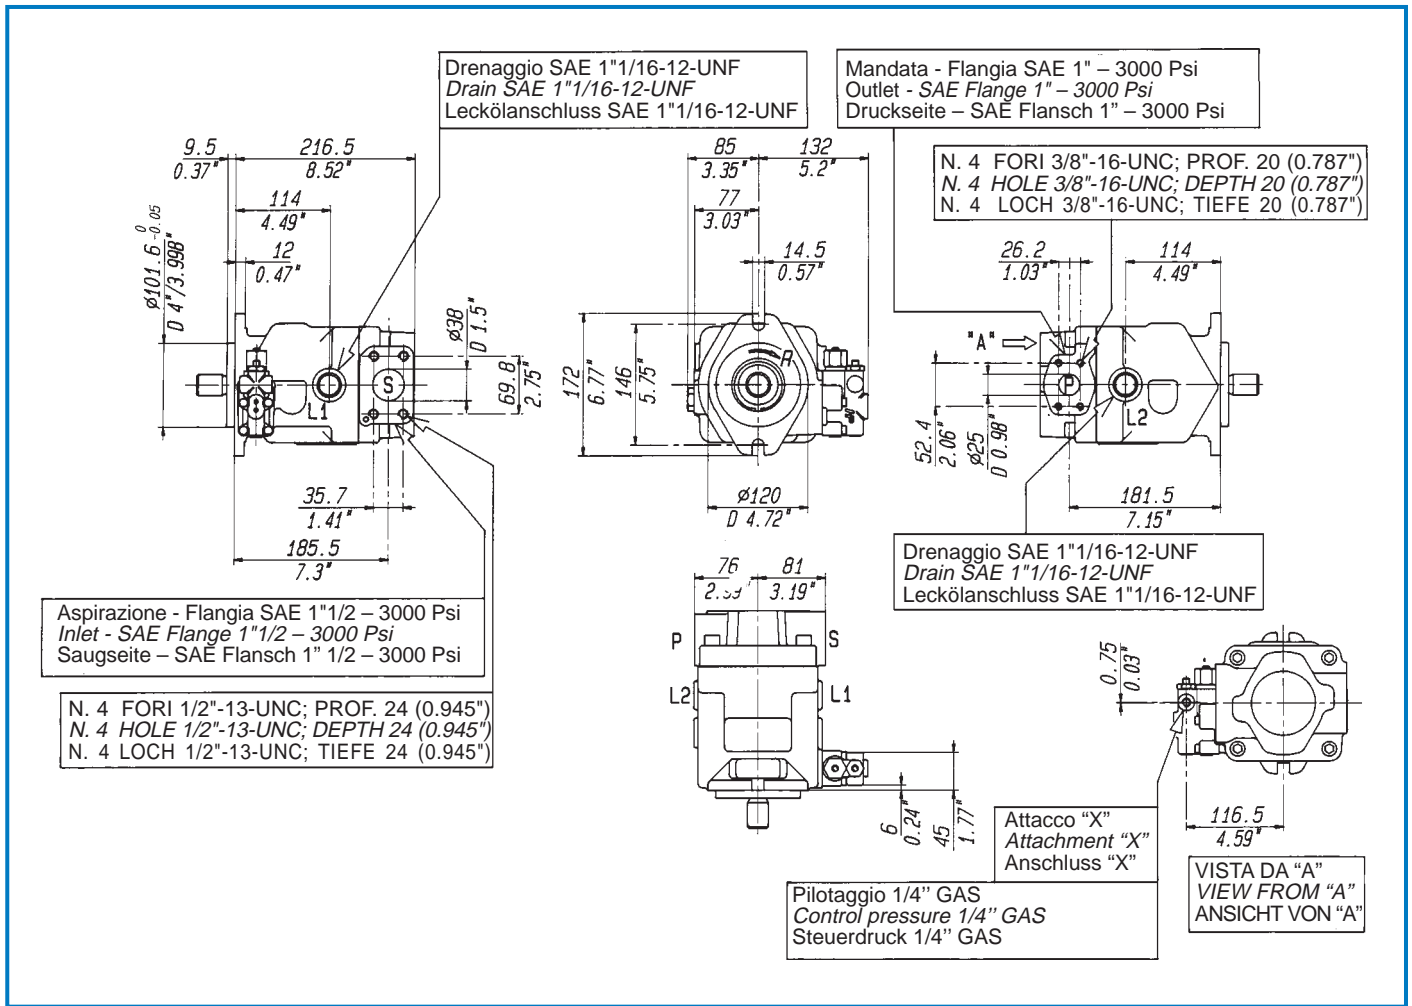 Drenaggio SAE 1"1/16-12-UNF
Drain SAE 1"1/16-12-UNF
Leckölanschluss SAE 1"1/16-12-UNF
Mandata - Flangia SAE 1" – 3000 Psi
Outlet - SAE Flange 1" – 3000 Psi
Druckseite – SAE Flansch 1" – 3000 Psi
N. 4 FORI 3/8"-16-UNC; PROF. 20 (0.787")
N. 4 HOLE 3/8"-16-UNC; DEPTH 20 (0.787")
N. 4 LOCH 3/8"-16-UNC; TIEFE 20 (0.787")
9.5
0.37"
216.5
8.52"
114
4.49"
12
0.47"
Ø101.6 0 -0.05
D 4"/3.998"
Ø38
D 1.5"
69.8
2.75"
S
L1
35.7
1.41"
185.5
7.3"
85
3.35"
132
5.2"
77
3.03"
14.5
0.57"
R
172
6.77"
146
5.75"
Ø120
D 4.72"
26.2
1.03"
114
4.49"
"A"
P
L2
52.4
2.06"
Ø25
D 0.98"
181.5
7.15"
Aspirazione - Flangia SAE 1"1/2 – 3000 Psi
Inlet - SAE Flange 1"1/2 – 3000 Psi
Saugseite – SAE Flansch 1" 1/2 – 3000 Psi
N. 4 FORI 1/2"-13-UNC; PROF. 24 (0.945")
N. 4 HOLE 1/2"-13-UNC; DEPTH 24 (0.945")
N. 4 LOCH 1/2"-13-UNC; TIEFE 24 (0.945")
Drenaggio SAE 1"1/16-12-UNF
Drain SAE 1"1/16-12-UNF
Leckölanschluss SAE 1"1/16-12-UNF
76
81
3.19"
P
S
L2
L1
6
0.24"
45
1.77"
0.75
0.03"
116.5
4.59"
Attacco “X”
Attachment “X”
Anschluss “X”
Pilotaggio 1/4’’ GAS
Control pressure 1/4’’ GAS
Steuerdruck 1/4’’ GAS
VISTA DA “A”
VIEW FROM “A”
ANSICHT VON “A”